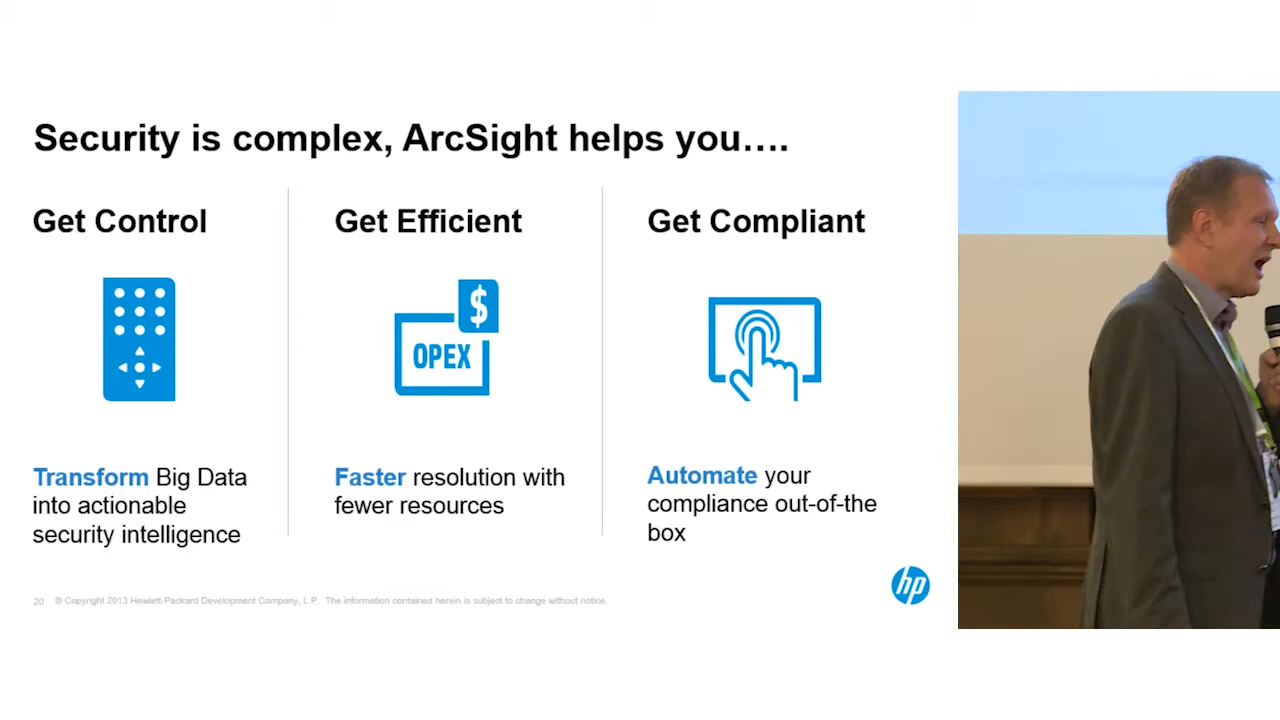 Security is complex, ArcSight helps you….
Get Control
Get Efficient
Get Compliant
$
OPEX
Transform Big Data
into actionable
security intelligence
Faster resolution with
fewer resources
Automate your
compliance out-of-the
box
hp
20 © Copyright 2013 Hewlett-Packard Development Company, L.P. The information contained herein is subject to change without notice.